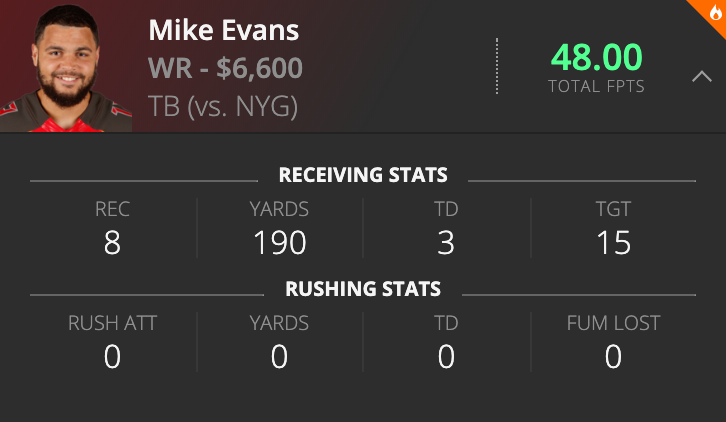 Mike Evans
WR - $6,600
TB (vs. NYG)
48.00
TOTAL FPTS
RECEIVING STATS
REC YARDS TD TGT
8 190 3 15
RUSHING STATS
RUSH ATT YARDS TD FUM LOST
0 0 0 0